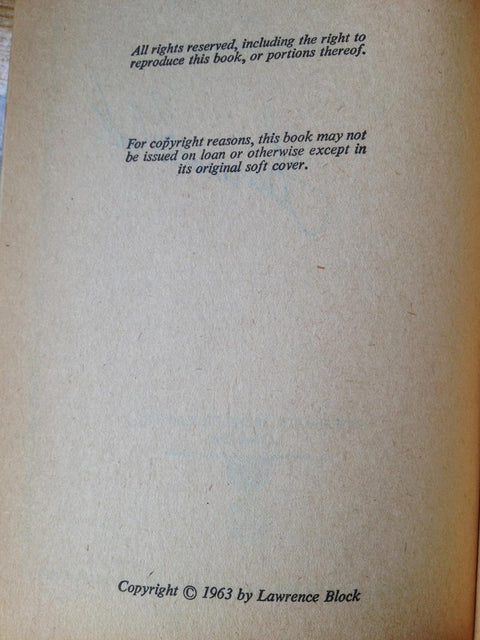 All rights reserved, including the right to
reproduce this book, or portions thereof.
For copyright reasons, this book may not
be issued on loan or otherwise except in
its original soft cover.
Copyright © 1963 by Lawrence Block